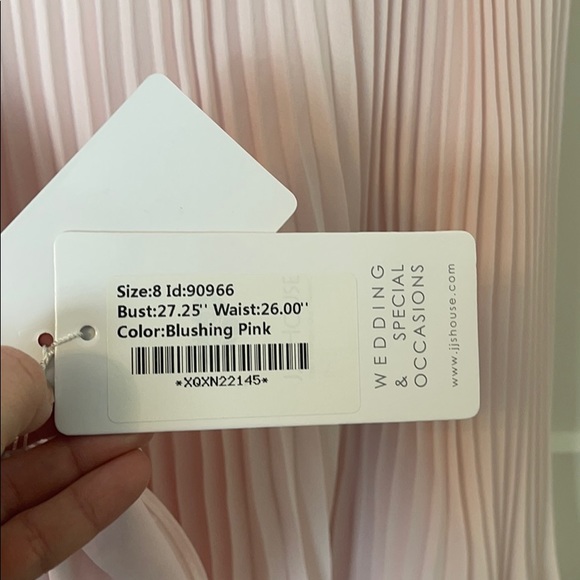 Size:8 Id:90966
Bust:27.25'' Waist:26.00''
Color:Blushing Pink
*XQXN22145*
WEDDING
& SPECIAL
OCCASIONS
www.jjshouse.com